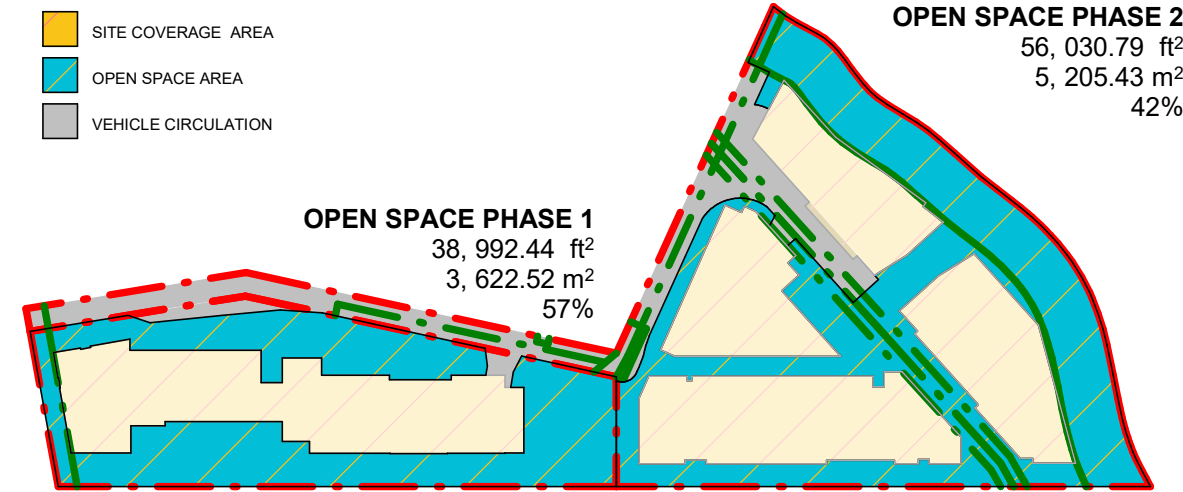 SITE COVERAGE AREA
OPEN SPACE AREA
VEHICLE CIRCULATION
OPEN SPACE PHASE 2
56, 030.79 ft²
5, 205.43 m²
42%
OPEN SPACE PHASE 1
38, 992.44 ft²
3, 622.52 m²
57%